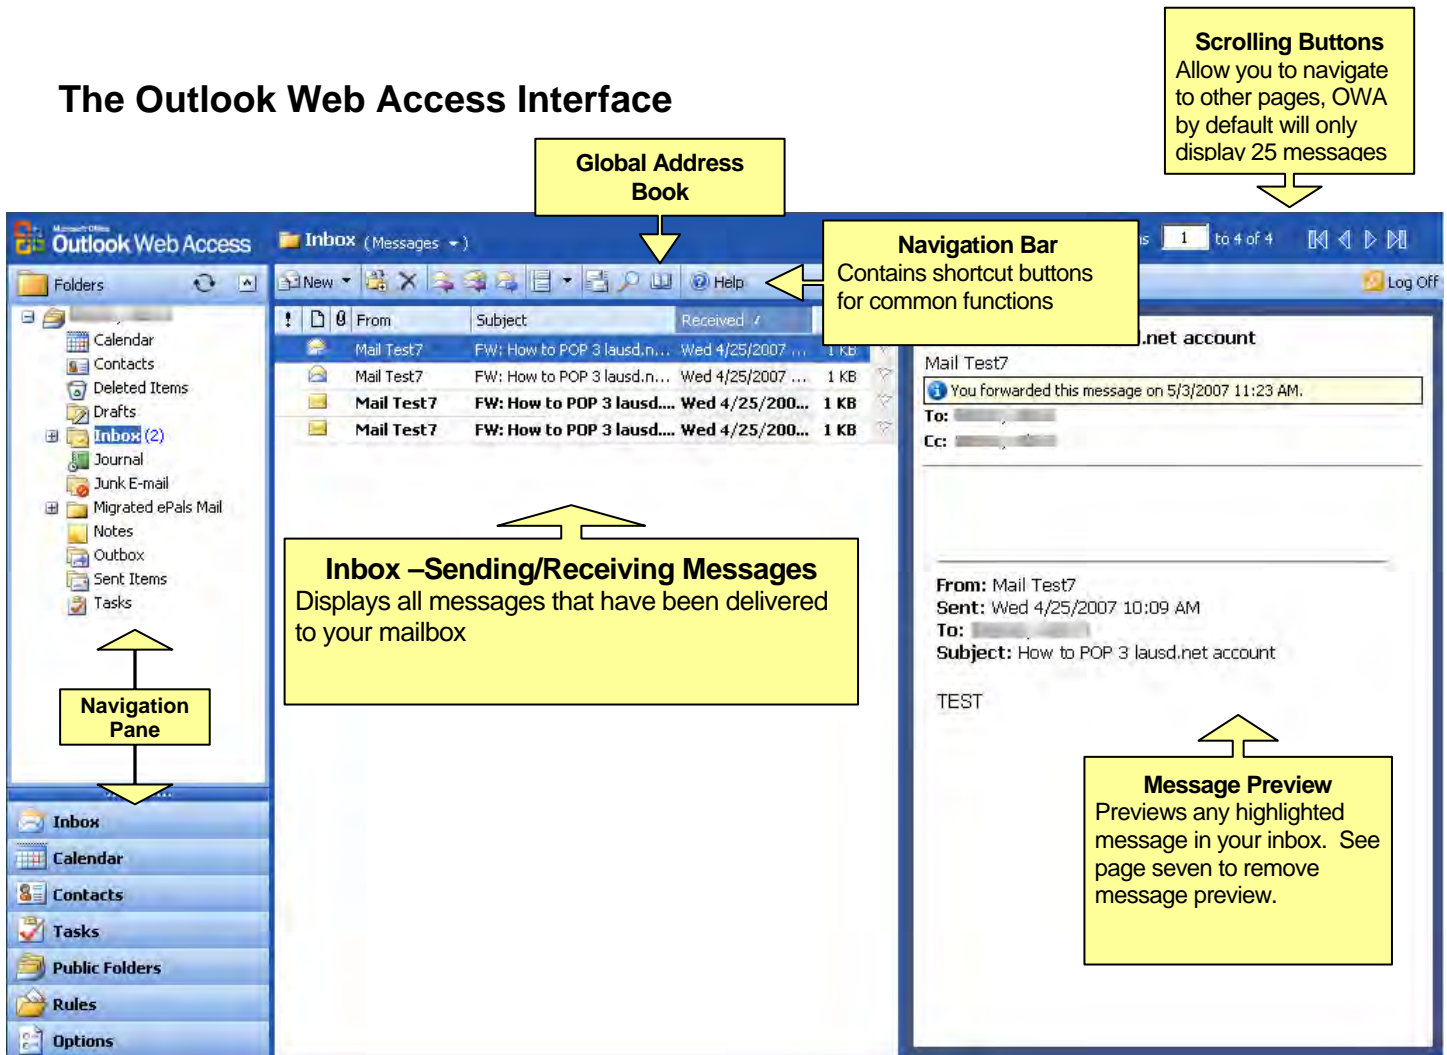 The Outlook Web Access Interface
Scrolling Buttons
Allow you to navigate
to other pages, OWA
by default will only
display 25 messages
Global Address
Book
Microsoft Office
Outlook Web Access
Inbox (Messages )
1 to 4 of 4
Navigation Bar
Contains shortcut buttons
for common functions
Folders
New
Help
Log Off
! From Subject Received
Mail Test7 FW: How to POP 3 lausd.n... Wed 4/25/2007 ... 1 KB
Mail Test7 FW: How to POP 3 lausd.n... Wed 4/25/2007 ... 1 KB
Mail Test7 FW: How to POP 3 lausd.... Wed 4/25/200... 1 KB
Mail Test7 FW: How to POP 3 lausd.... Wed 4/25/200... 1 KB
Calendar
Contacts
Deleted Items
Drafts
Inbox (2)
Journal
Junk E-mail
Migrated ePals Mail
Notes
Outbox
Sent Items
Tasks
Navigation
Pane
Inbox
Calendar
Contacts
Tasks
Public Folders
Rules
Options
Inbox –Sending/Receiving Messages
Displays all messages that have been delivered
to your mailbox
.net account
Mail Test7
You forwarded this message on 5/3/2007 11:23 AM.
To:
Cc:
From: Mail Test7
Sent: Wed 4/25/2007 10:09 AM
To:
Subject: How to POP 3 lausd.net account
TEST
Message Preview
Previews any highlighted
message in your inbox. See
page seven to remove
message preview.